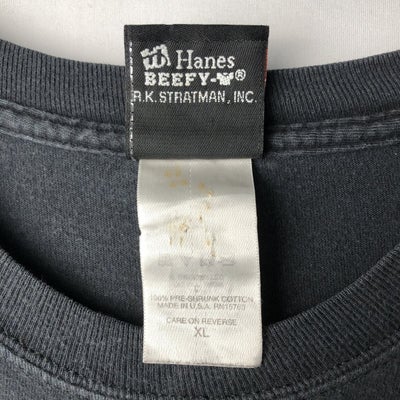 Hanes
BEEFY-T®
R.K. STRATMAN, INC.
100% PRE-SHRUNK COTTON
MADE IN U.S.A. RN15763
CARE ON REVERSE
XL